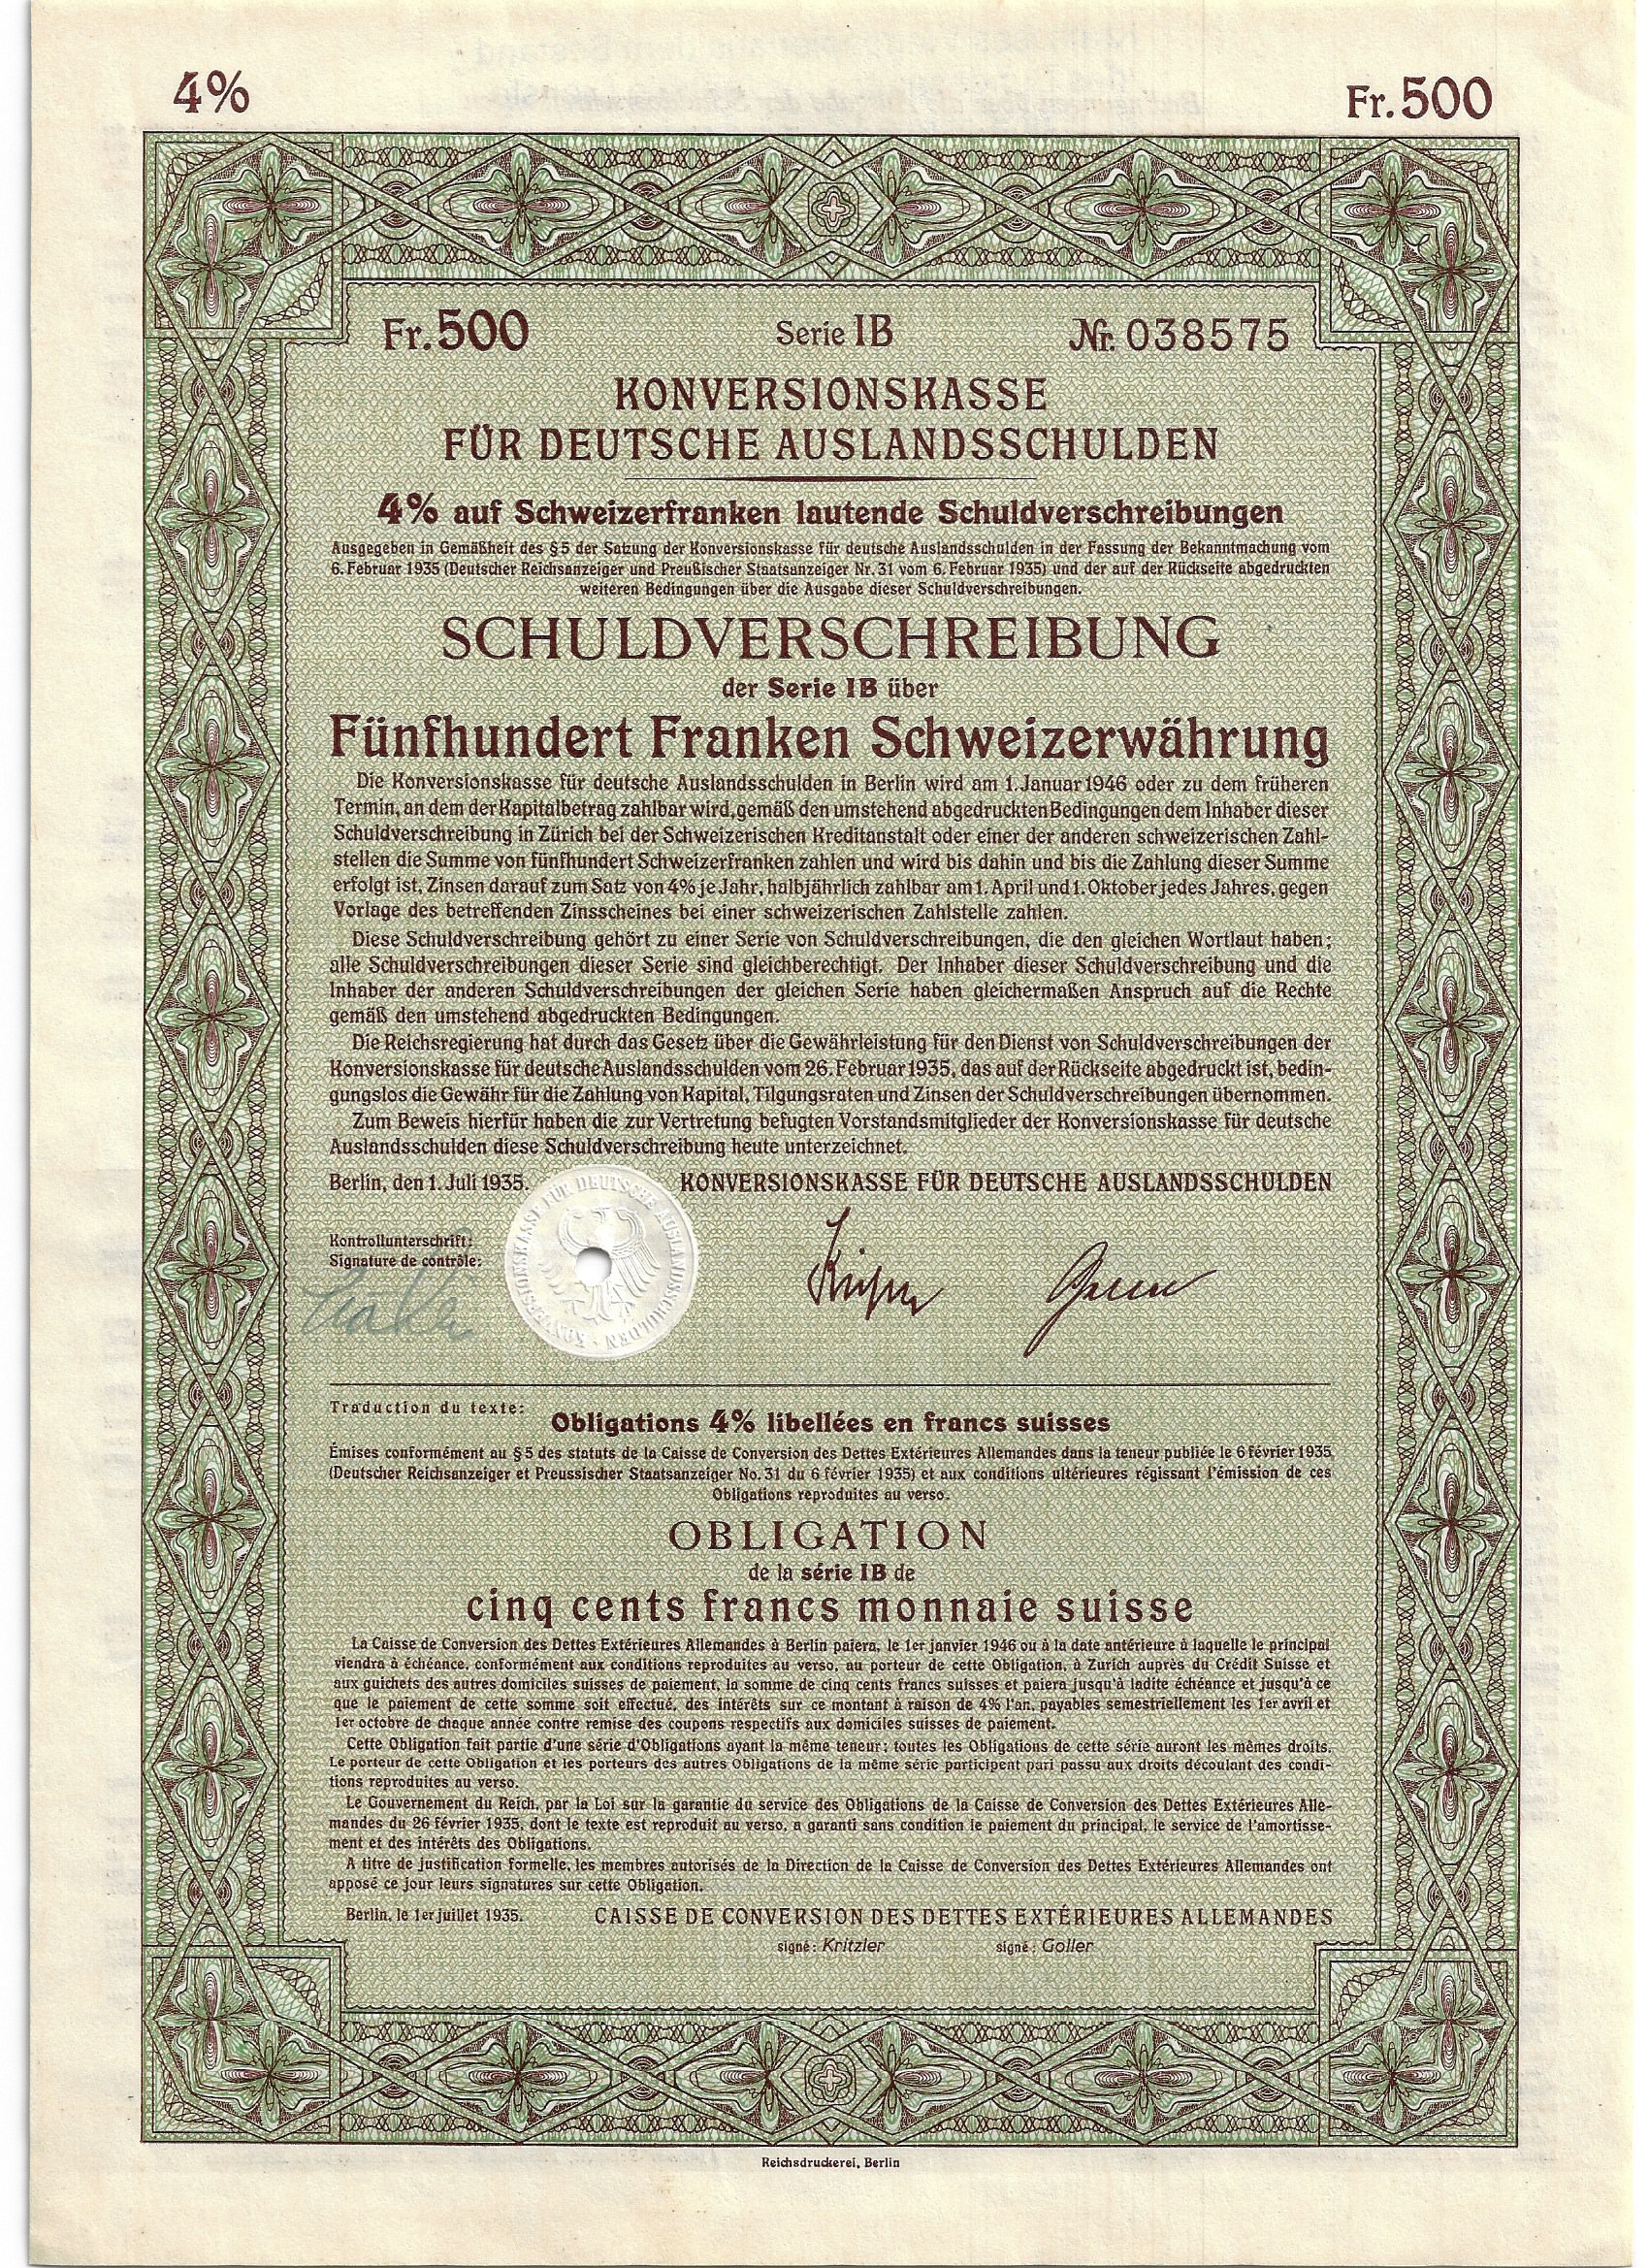 4%
Fr. 500
Fr. 500 Serie IB Nr. 038575
KONVERSIONSKASSE
FÜR DEUTSCHE AUSLANDSSCHULDEN
4% auf Schweizerfranken lautende Schuldverschreibungen
Ausgegeben in Gemäßheit des § 5 der Satzung der Konversionskasse für deutsche Auslandsschulden in der Fassung der Bekanntmachung vom
6. Februar 1935 (Deutscher Reichsanzeiger und Preußischer Staatsanzeiger Nr. 31 vom 6. Februar 1935) und der auf der Rückseite abgedruckten
weiteren Bedingungen über die Ausgabe dieser Schuldverschreibungen.
SCHULDVERSCHREIBUNG
der Serie IB über
Fünfhundert Franken Schweizerwährung
Die Konversionskasse für deutsche Auslandsschulden in Berlin wird am 1. Januar 1946 oder zu dem früheren
Termin, an dem der Kapitalbetrag zahlbar wird, gemäß den umstehend abgedruckten Bedingungen dem Inhaber dieser
Schuldverschreibung in Zürich bei der Schweizerischen Kreditanstalt oder einer der anderen schweizerischen Zahl-
stellen die Summe von fünfhundert Schweizerfranken zahlen und wird bis dahin und bis die Zahlung dieser Summe
erfolgt ist, Zinsen darauf zum Satz von 4% je Jahr, halbjährlich zahlbar am 1. April und 1. Oktober jedes Jahres, gegen
Vorlage des betreffenden Zinsscheines bei einer schweizerischen Zahlstelle zahlen.
Diese Schuldverschreibung gehört zu einer Serie von Schuldverschreibungen, die den gleichen Wortlaut haben;
alle Schuldverschreibungen dieser Serie sind gleichberechtigt. Der Inhaber dieser Schuldverschreibung und die
Inhaber der anderen Schuldverschreibungen der gleichen Serie haben gleichermaßen Anspruch auf die Rechte
gemäß den umstehend abgedruckten Bedingungen.
Die Reichsregierung hat durch das Gesetz über die Gewährleistung für den Dienst von Schuldverschreibungen der
Konversionskasse für deutsche Auslandsschulden vom 26. Februar 1935, das auf der Rückseite abgedruckt ist, bedin-
gungslos die Gewähr für die Zahlung von Kapital, Tilgungsraten und Zinsen der Schuldverschreibungen übernommen.
Zum Beweis hierfür haben die zur Vertretung befugten Vorstandsmitglieder der Konversionskasse für deutsche
Auslandsschulden diese Schuldverschreibung heute unterzeichnet.
Berlin, den 1. Juli 1935. KONVERSIONSKASSE FÜR DEUTSCHE AUSLANDSSCHULDEN
KONVERSIONSKASSE FÜR DEUTSCHE AUSLANDSSCHULDEN
Kontrollunterschrift:
Signature de contrôle:
Traduction du texte:
Obligations 4% libellées en francs suisses
Émises conformément au § 5 des statuts de la Caisse de Conversion des Dettes Extérieures Allemandes dans la teneur publiée le 6 février 1935
(Deutscher Reichsanzeiger et Preussischer Staatsanzeiger No. 31 du 6 février 1935) et aux conditions ultérieures régissant l'émission de ces
Obligations reproduites au verso.
OBLIGATION
de la série IB de
cinq cents francs monnaie suisse
La Caisse de Conversion des Dettes Extérieures Allemandes à Berlin paiera, le 1er janvier 1946 ou à la date antérieure à laquelle le principal
viendra à échéance, conformément aux conditions reproduites au verso, au porteur de cette Obligation, à Zurich auprès du Crédit Suisse et
aux guichets des autres domiciles suisses de paiement, la somme de cinq cents francs suisses et paiera jusqu'à ladite échéance et jusqu'à ce
que le paiement de cette somme soit effectué, des intérêts sur ce montant à raison de 4% l'an, payables semestriellement les 1er avril et
1er octobre de chaque année contre remise des coupons respectifs aux domiciles suisses de paiement.
Cette Obligation fait partie d'une série d'Obligations ayant la même teneur; toutes les Obligations de cette série auront les mêmes droits.
Le porteur de cette Obligation et les porteurs des autres Obligations de la même série participent pari passu aux droits découlant des condi-
tions reproduites au verso.
Le Gouvernement du Reich, par la Loi sur la garantie du service des Obligations de la Caisse de Conversion des Dettes Extérieures Alle-
mandes du 26 février 1935, dont le texte est reproduit au verso, a garanti sans condition le paiement du principal, le service de l'amortisse-
ment et des intérêts des Obligations.
A titre de justification formelle, les membres autorisés de la Direction de la Caisse de Conversion des Dettes Extérieures Allemandes ont
apposé ce jour leurs signatures sur cette Obligation.
Berlin, le 1er juillet 1935. CAISSE DE CONVERSION DES DETTES EXTÉRIEURES ALLEMANDES
signé: Kritzler signé: Goller
Reichsdruckerei, Berlin